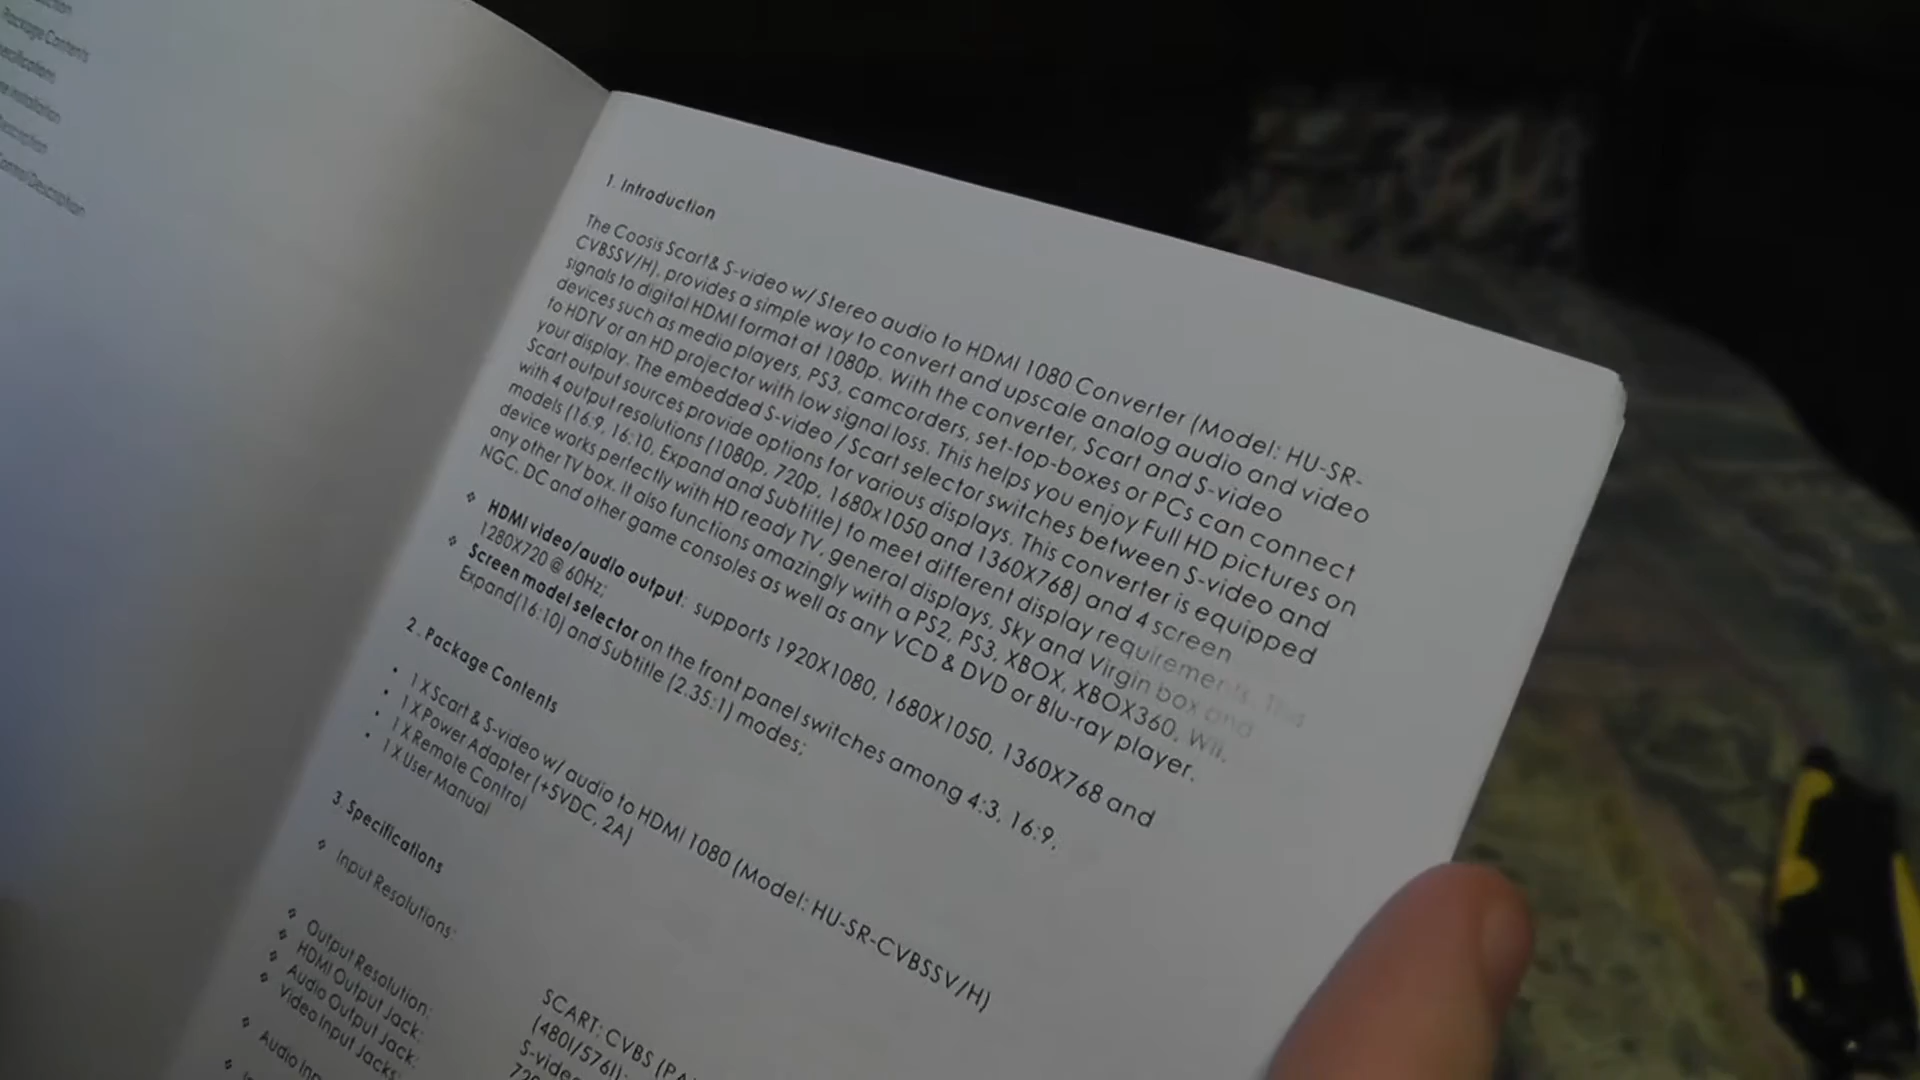 Package Contents
1. Introduction
The Coosis Scart& S-video w/ Stereo audio to HDMI 1080 Converter (Model: HU-SR-
CVBSSV/H), provides a simple way to convert and upscale analog audio and video
signals to digital HDMI format at 1080p. With the converter, Scart and S-video
devices such as media players, PS3, camcorders, set-top-boxes or PCs can connect
to HDTV or an HD projector with low signal loss. This helps you enjoy Full HD pictures on
your display. The embedded S-video / Scart selector switches between S-video and
Scart output sources provide options for various displays. This converter is equipped
with 4 output resolutions (1080p, 720p, 1680x1050 and 1360X768) and 4 screen
models (16:9, 16:10, Expand and Subtitle) to meet different display requirements. This
device works perfectly with HD ready TV, general displays, Sky and Virgin box and
any other TV box. It also functions amazingly with a PS2, PS3, XBOX, XBOX360, Wii,
NGC, DC and other game consoles as well as any VCD & DVD or Blu-ray player.
HDMI video/audio output: supports 1920X1080, 1680X1050, 1360X768 and
1280X720 @ 60Hz;
Screen model selector on the front panel switches among 4:3, 16:9,
Expand(16:10) and Subtitle (2.35:1) modes;
2. Package Contents
• 1 X Scart & S-video w/ audio to HDMI 1080 (Model: HU-SR-CVBSSV/H)
• 1 X Power Adapter (+5VDC, 2A)
• 1 X Remote Control
• 1 X User Manual
3. Specifications
Input Resolutions:
SCART: CVBS
(480I/576I);
Output Resolution:
HDMI Output Jack:
Audio Output Jack:
Video Input Jacks:
Audio